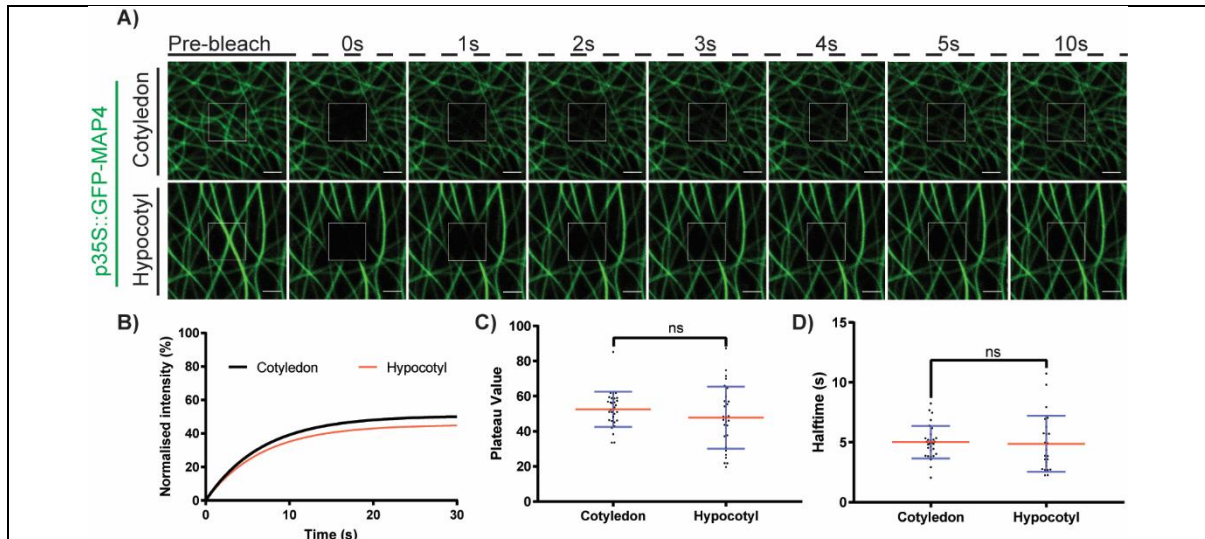 A)
Pre-bleach 0s 1s 2s 3s 4s 5s 10s
p35S::GFP-MAP4
Cotyledon
Hypocotyl
B)
Normalised intensity (%)
100
80
60
40
20
0
Cotyledon Hypocotyl
0 10 20 30
Time (s)
C)
Plateau Value
100
80
60
40
20
0
ns
Cotyledon Hypocotyl
D)
Halftime (s)
15
10
5
0
ns
Cotyledon Hypocotyl